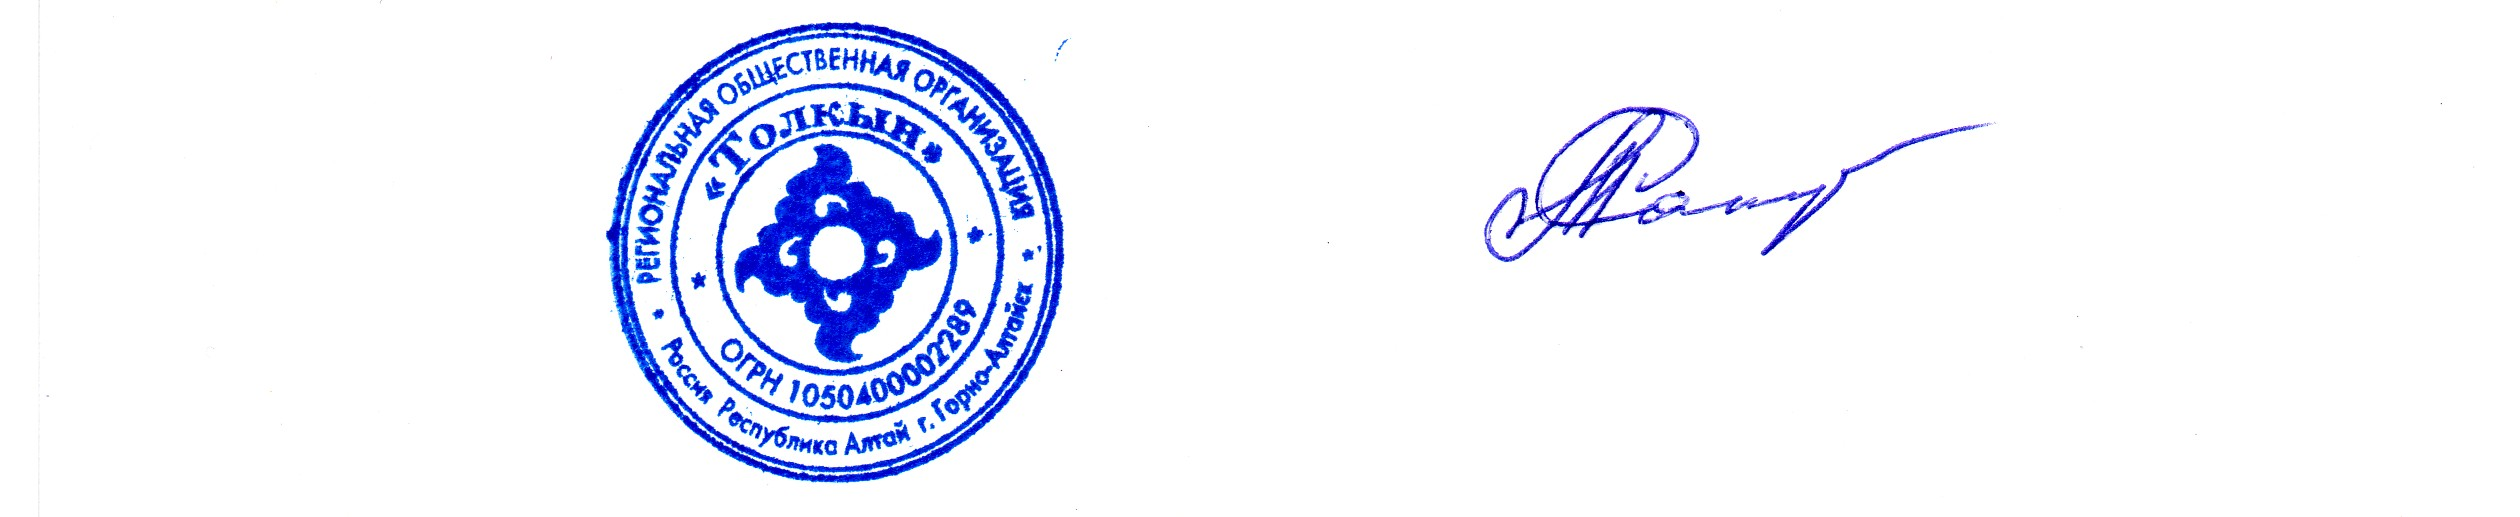 РЕГИОНАЛЬНАЯ ОБЩЕСТВЕННАЯ ОРГАНИЗАЦИЯ
«ТОЛКЫН»
ОГРН 1050400002289
Россия Республика Алтай г. Горно-Алтайск